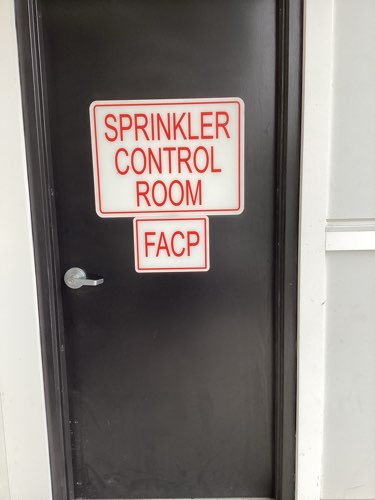 SPRINKLER
CONTROL
ROOM
FACP